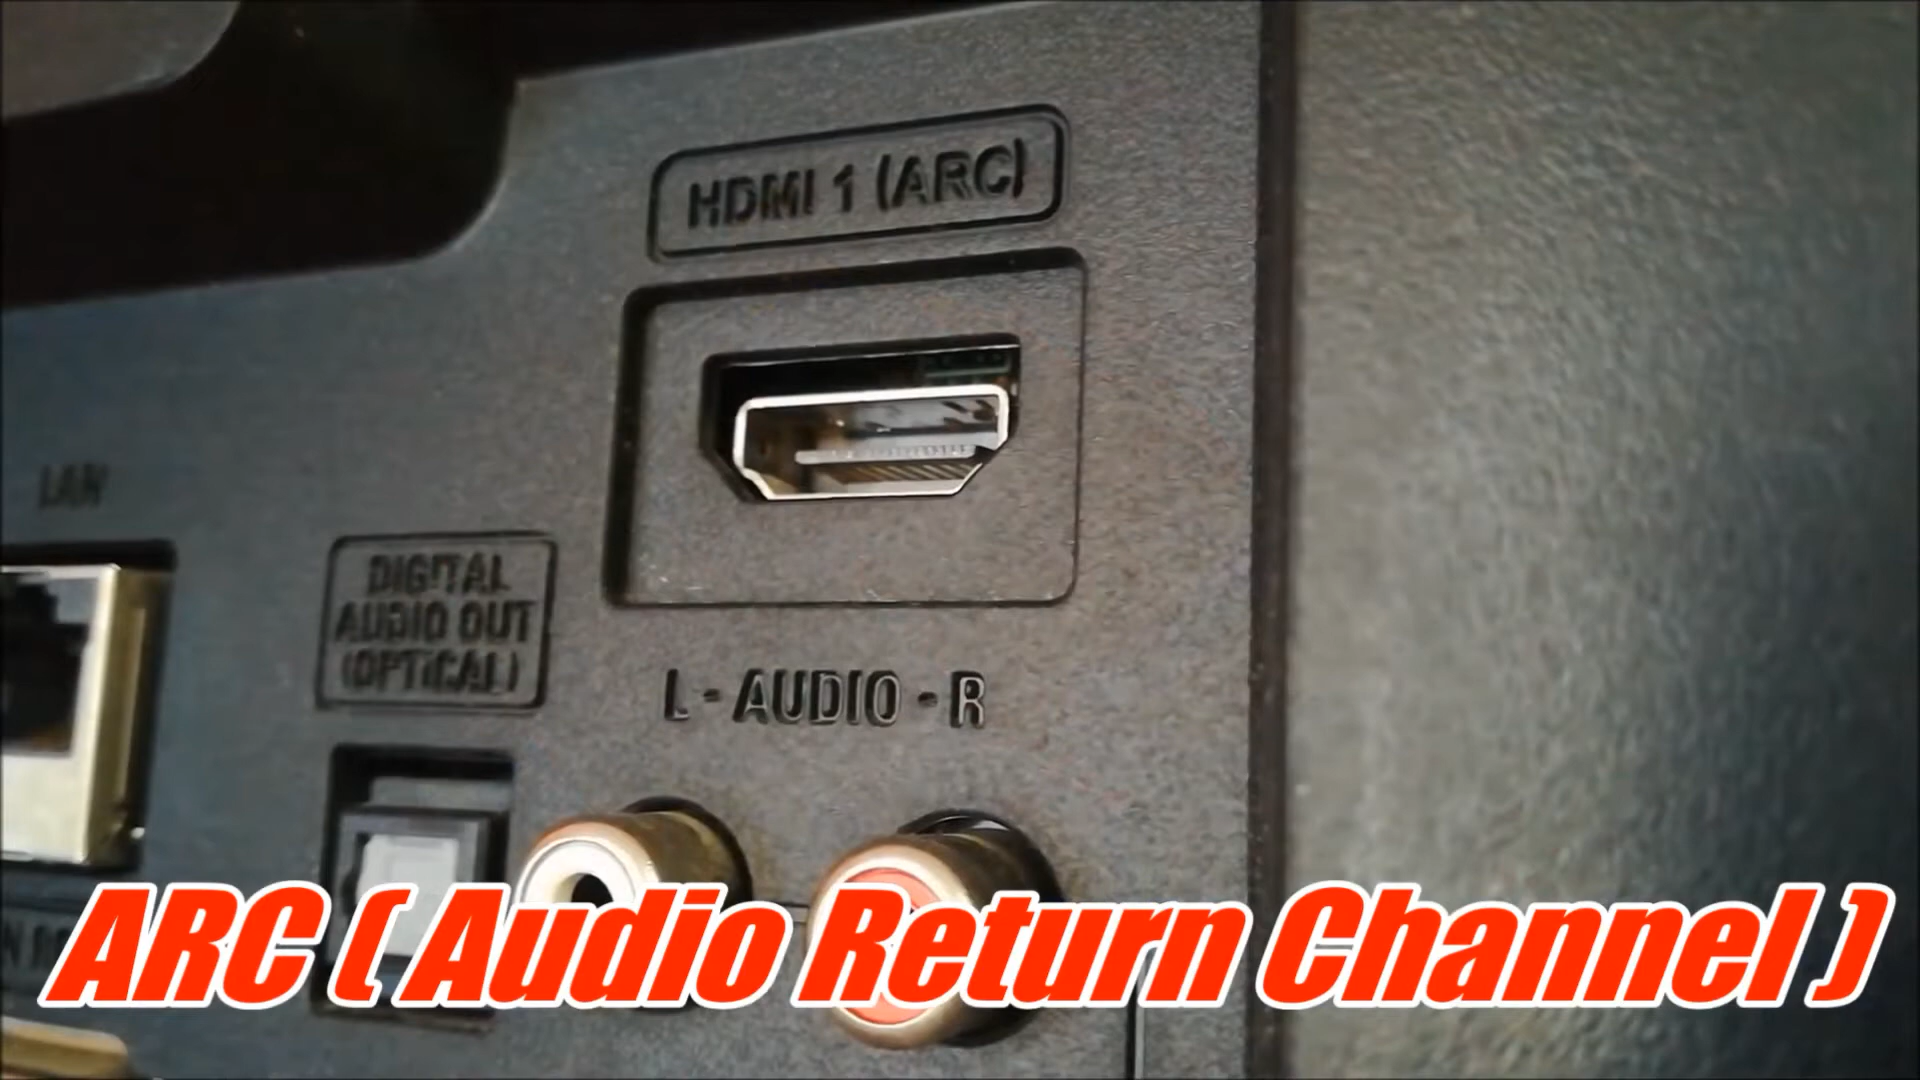 HDMI 1 (ARC)
LAN
DIGITAL
AUDIO OUT
(OPTICAL)
L - AUDIO - R
ARC ( Audio Return Channel )